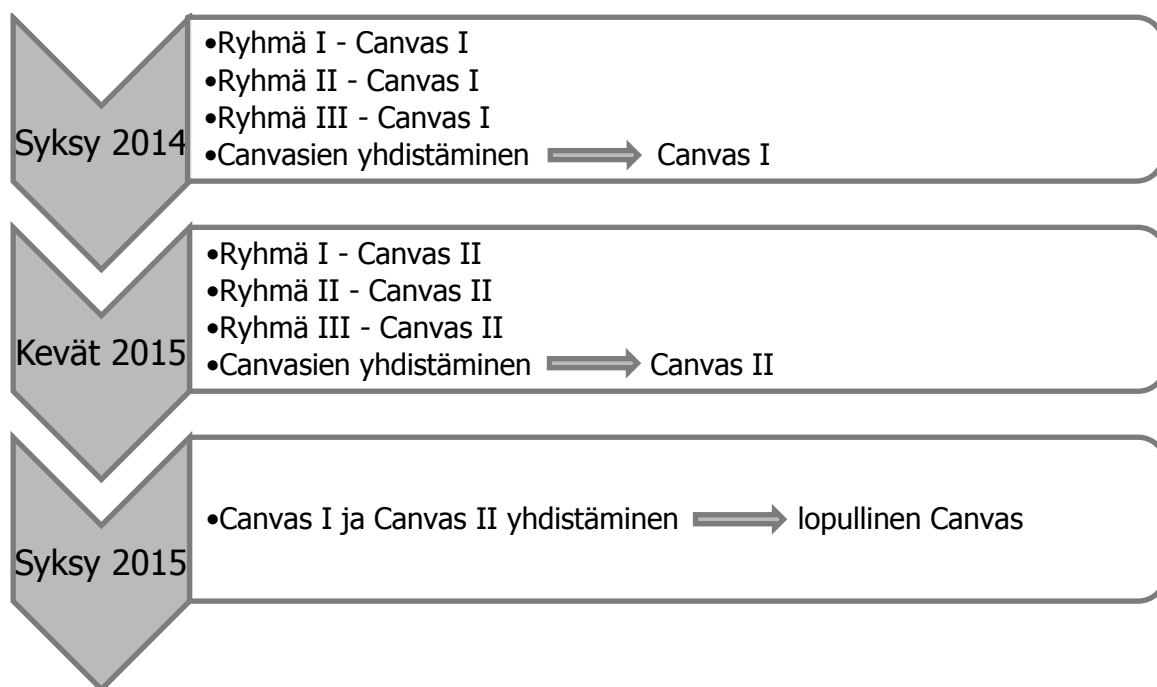 Syksy 2014
•Ryhmä I - Canvas I
•Ryhmä II - Canvas I
•Ryhmä III - Canvas I
•Canvasien yhdistäminen Canvas I
Kevät 2015
•Ryhmä I - Canvas II
•Ryhmä II - Canvas II
•Ryhmä III - Canvas II
•Canvasien yhdistäminen Canvas II
Syksy 2015
•Canvas I ja Canvas II yhdistäminen lopullinen Canvas